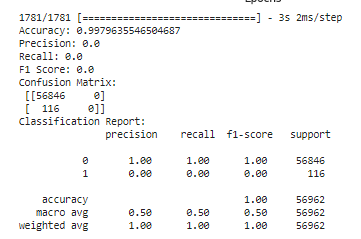 Epochs
1781/1781 [==============================] - 3s 2ms/step
Accuracy: 0.9979635546504687
Precision: 0.0
Recall: 0.0
F1 Score: 0.0
Confusion Matrix:
[[56846 0]
[ 116 0]]
Classification Report:
precision recall f1-score support
0 1.00 1.00 1.00 56846
1 0.00 0.00 0.00 116
accuracy 1.00 56962
macro avg 0.50 0.50 0.50 56962
weighted avg 1.00 1.00 1.00 56962